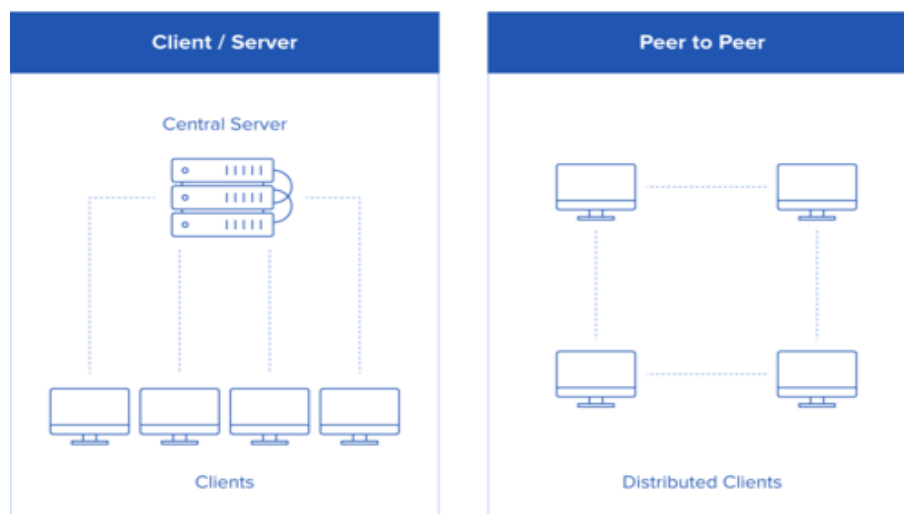 Client / Server
Central Server
Clients
Peer to Peer
Distributed Clients